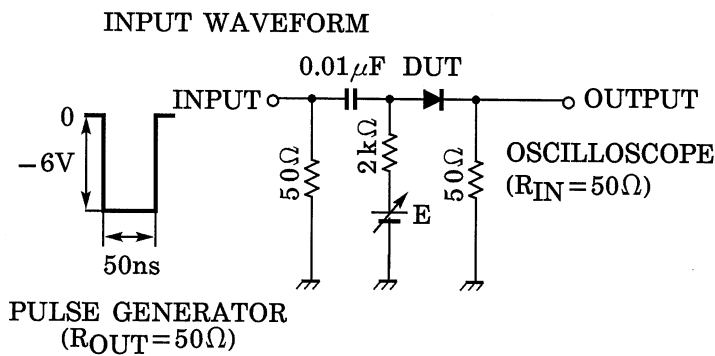 INPUT WAVEFORM
0.01μF DUT
0
INPUT
OUTPUT
−6V
50Ω
2kΩ
50Ω
OSCILLOSCOPE
(RIN=50Ω)
E
50ns
PULSE GENERATOR
(ROUT=50Ω)